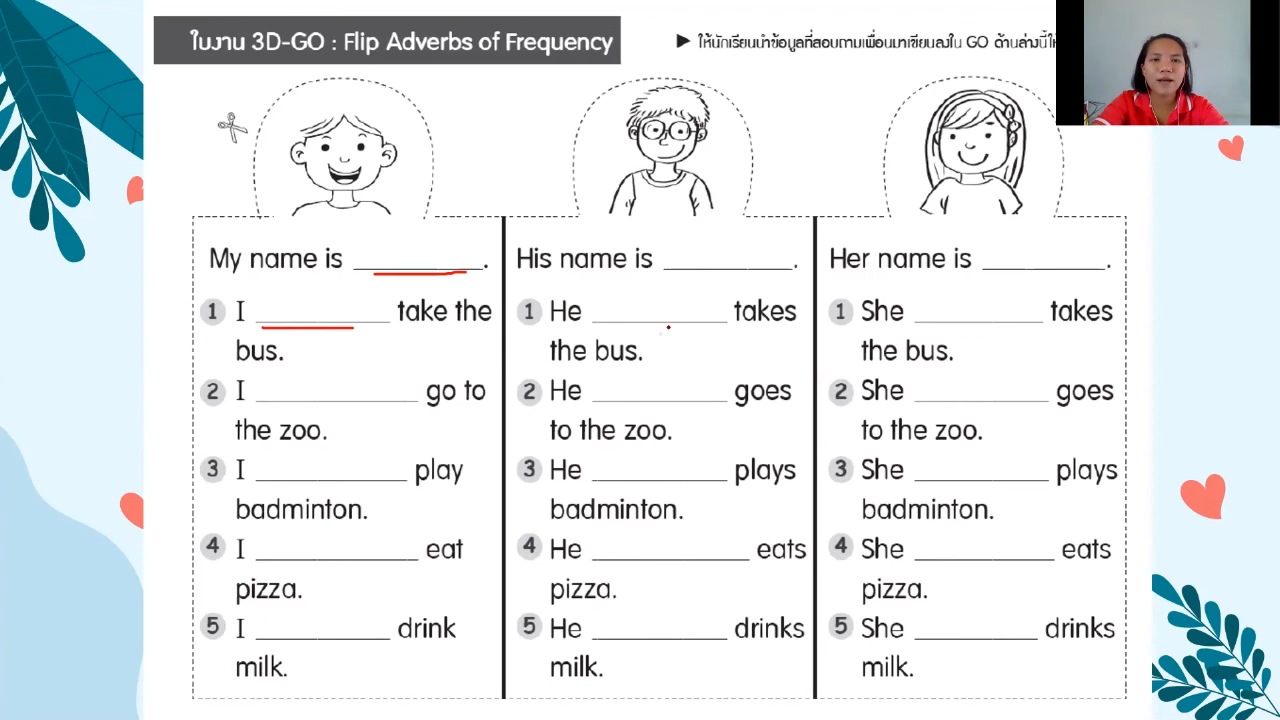 ใบงาน 3D-GO : Flip Adverbs of Frequency
▶ ให้นักเรียนนำข้อมูลที่สอบถามเพื่อนมาเขียนลงใน GO ด้านล่างนี้
My name is ________.
1 I ________ take the
bus.
2 I ________ go to
the zoo.
3 I ________ play
badminton.
4 I ________ eat
pizza.
5 I ________ drink
milk.
His name is ________.
1 He ________ takes
the bus.
2 He ________ goes
to the zoo.
3 He ________ plays
badminton.
4 He ________ eats
pizza.
5 He ________ drinks
milk.
Her name is ________.
1 She ________ takes
the bus.
2 She ________ goes
to the zoo.
3 She ________ plays
badminton.
4 She ________ eats
pizza.
5 She ________ drinks
milk.